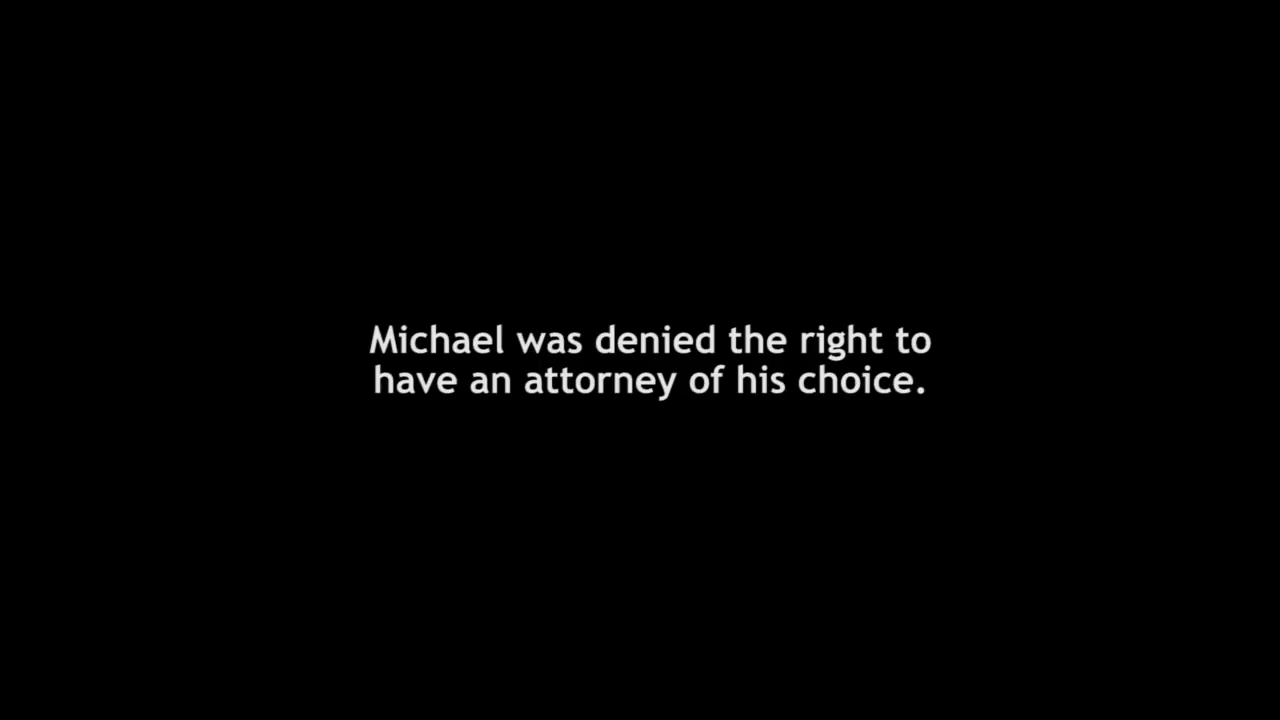 Michael was denied the right to
have an attorney of his choice.